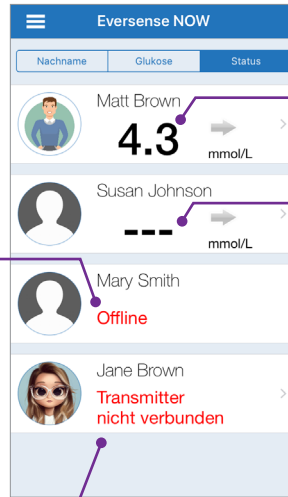 Eversense NOW
Nachname
Glukose
Status
Matt Brown
4.3
mmol/L
Susan Johnson
---
mmol/L
Mary Smith
Offline
Jane Brown
Transmitter
nicht verbunden